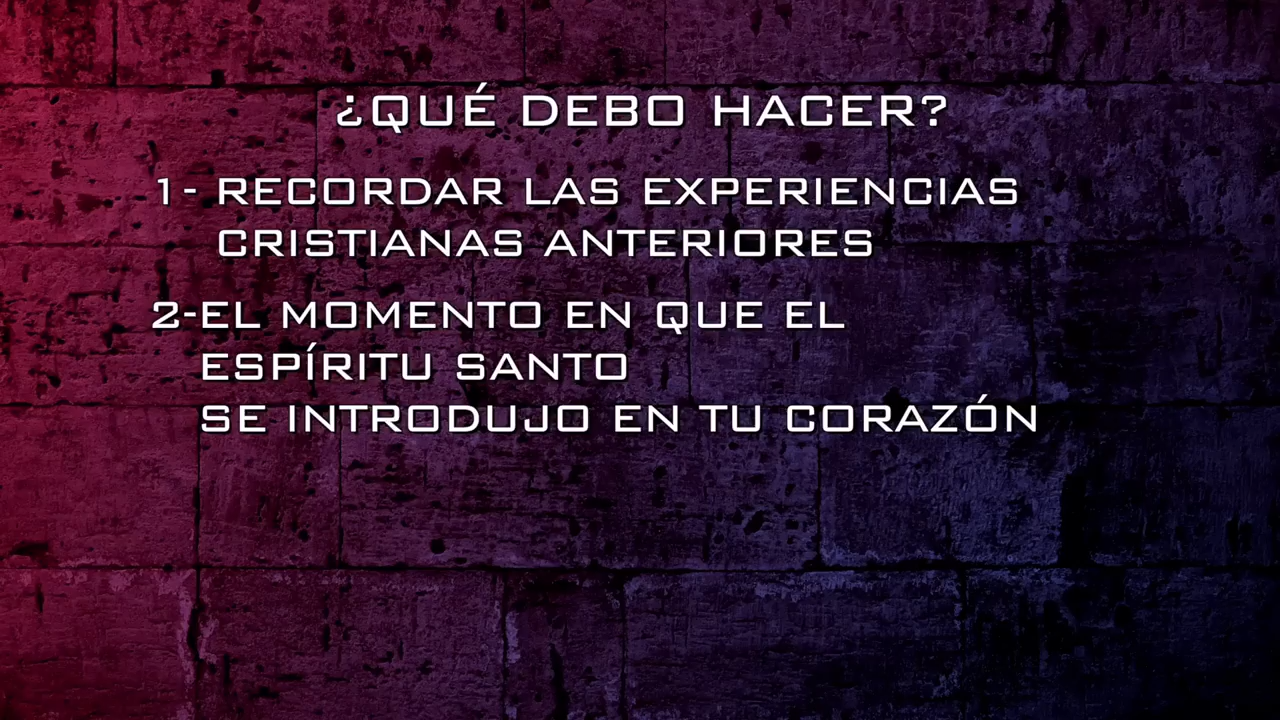 ¿QUÉ DEBO HACER?
1- RECORDAR LAS EXPERIENCIAS
CRISTIANAS ANTERIORES
2-EL MOMENTO EN QUE EL
ESPÍRITU SANTO
SE INTRODUJO EN TU CORAZÓN